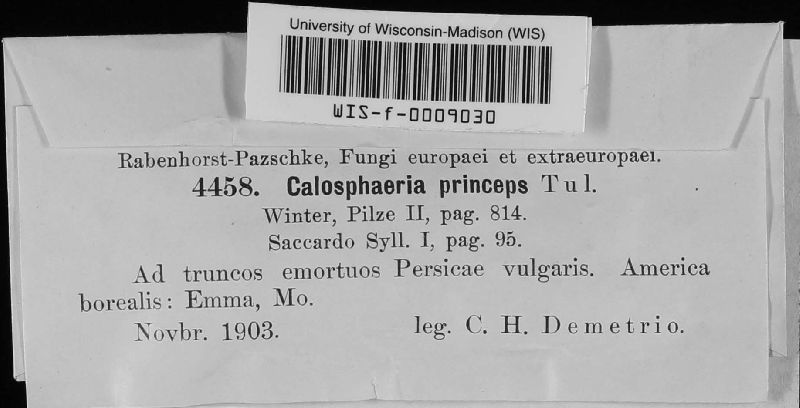 University of Wisconsin-Madison (WIS)
WIS-f-0009030
Rabenhorst-Pazschke, Fungi europaei et extraeuropaei.
4458. Calosphaeria princeps Tul.
Winter, Pilze II, pag. 814.
Saccardo Syll. I, pag. 95.
Ad truncos emortuos Persicae vulgaris. America
borealis: Emma, Mo.
Novbr. 1903. leg. C. H. Demetrio.